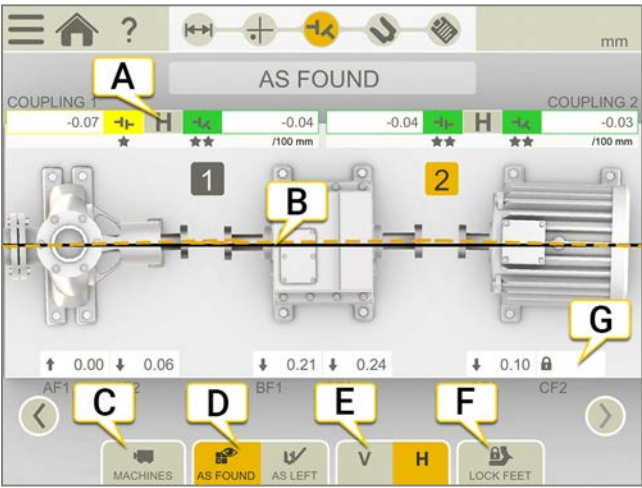 ?
mm
A
AS FOUND
COUPLING 1
COUPLING 2
-0.07 H -0.04 -0.04 H -0.03
/100 mm /100 mm
1
2
B
G
0.00 0.06 0.21 0.24 0.10
AF1 BF1 CF2
C
D
E
F
MACHINES AS FOUND AS LEFT V H LOCK FEET